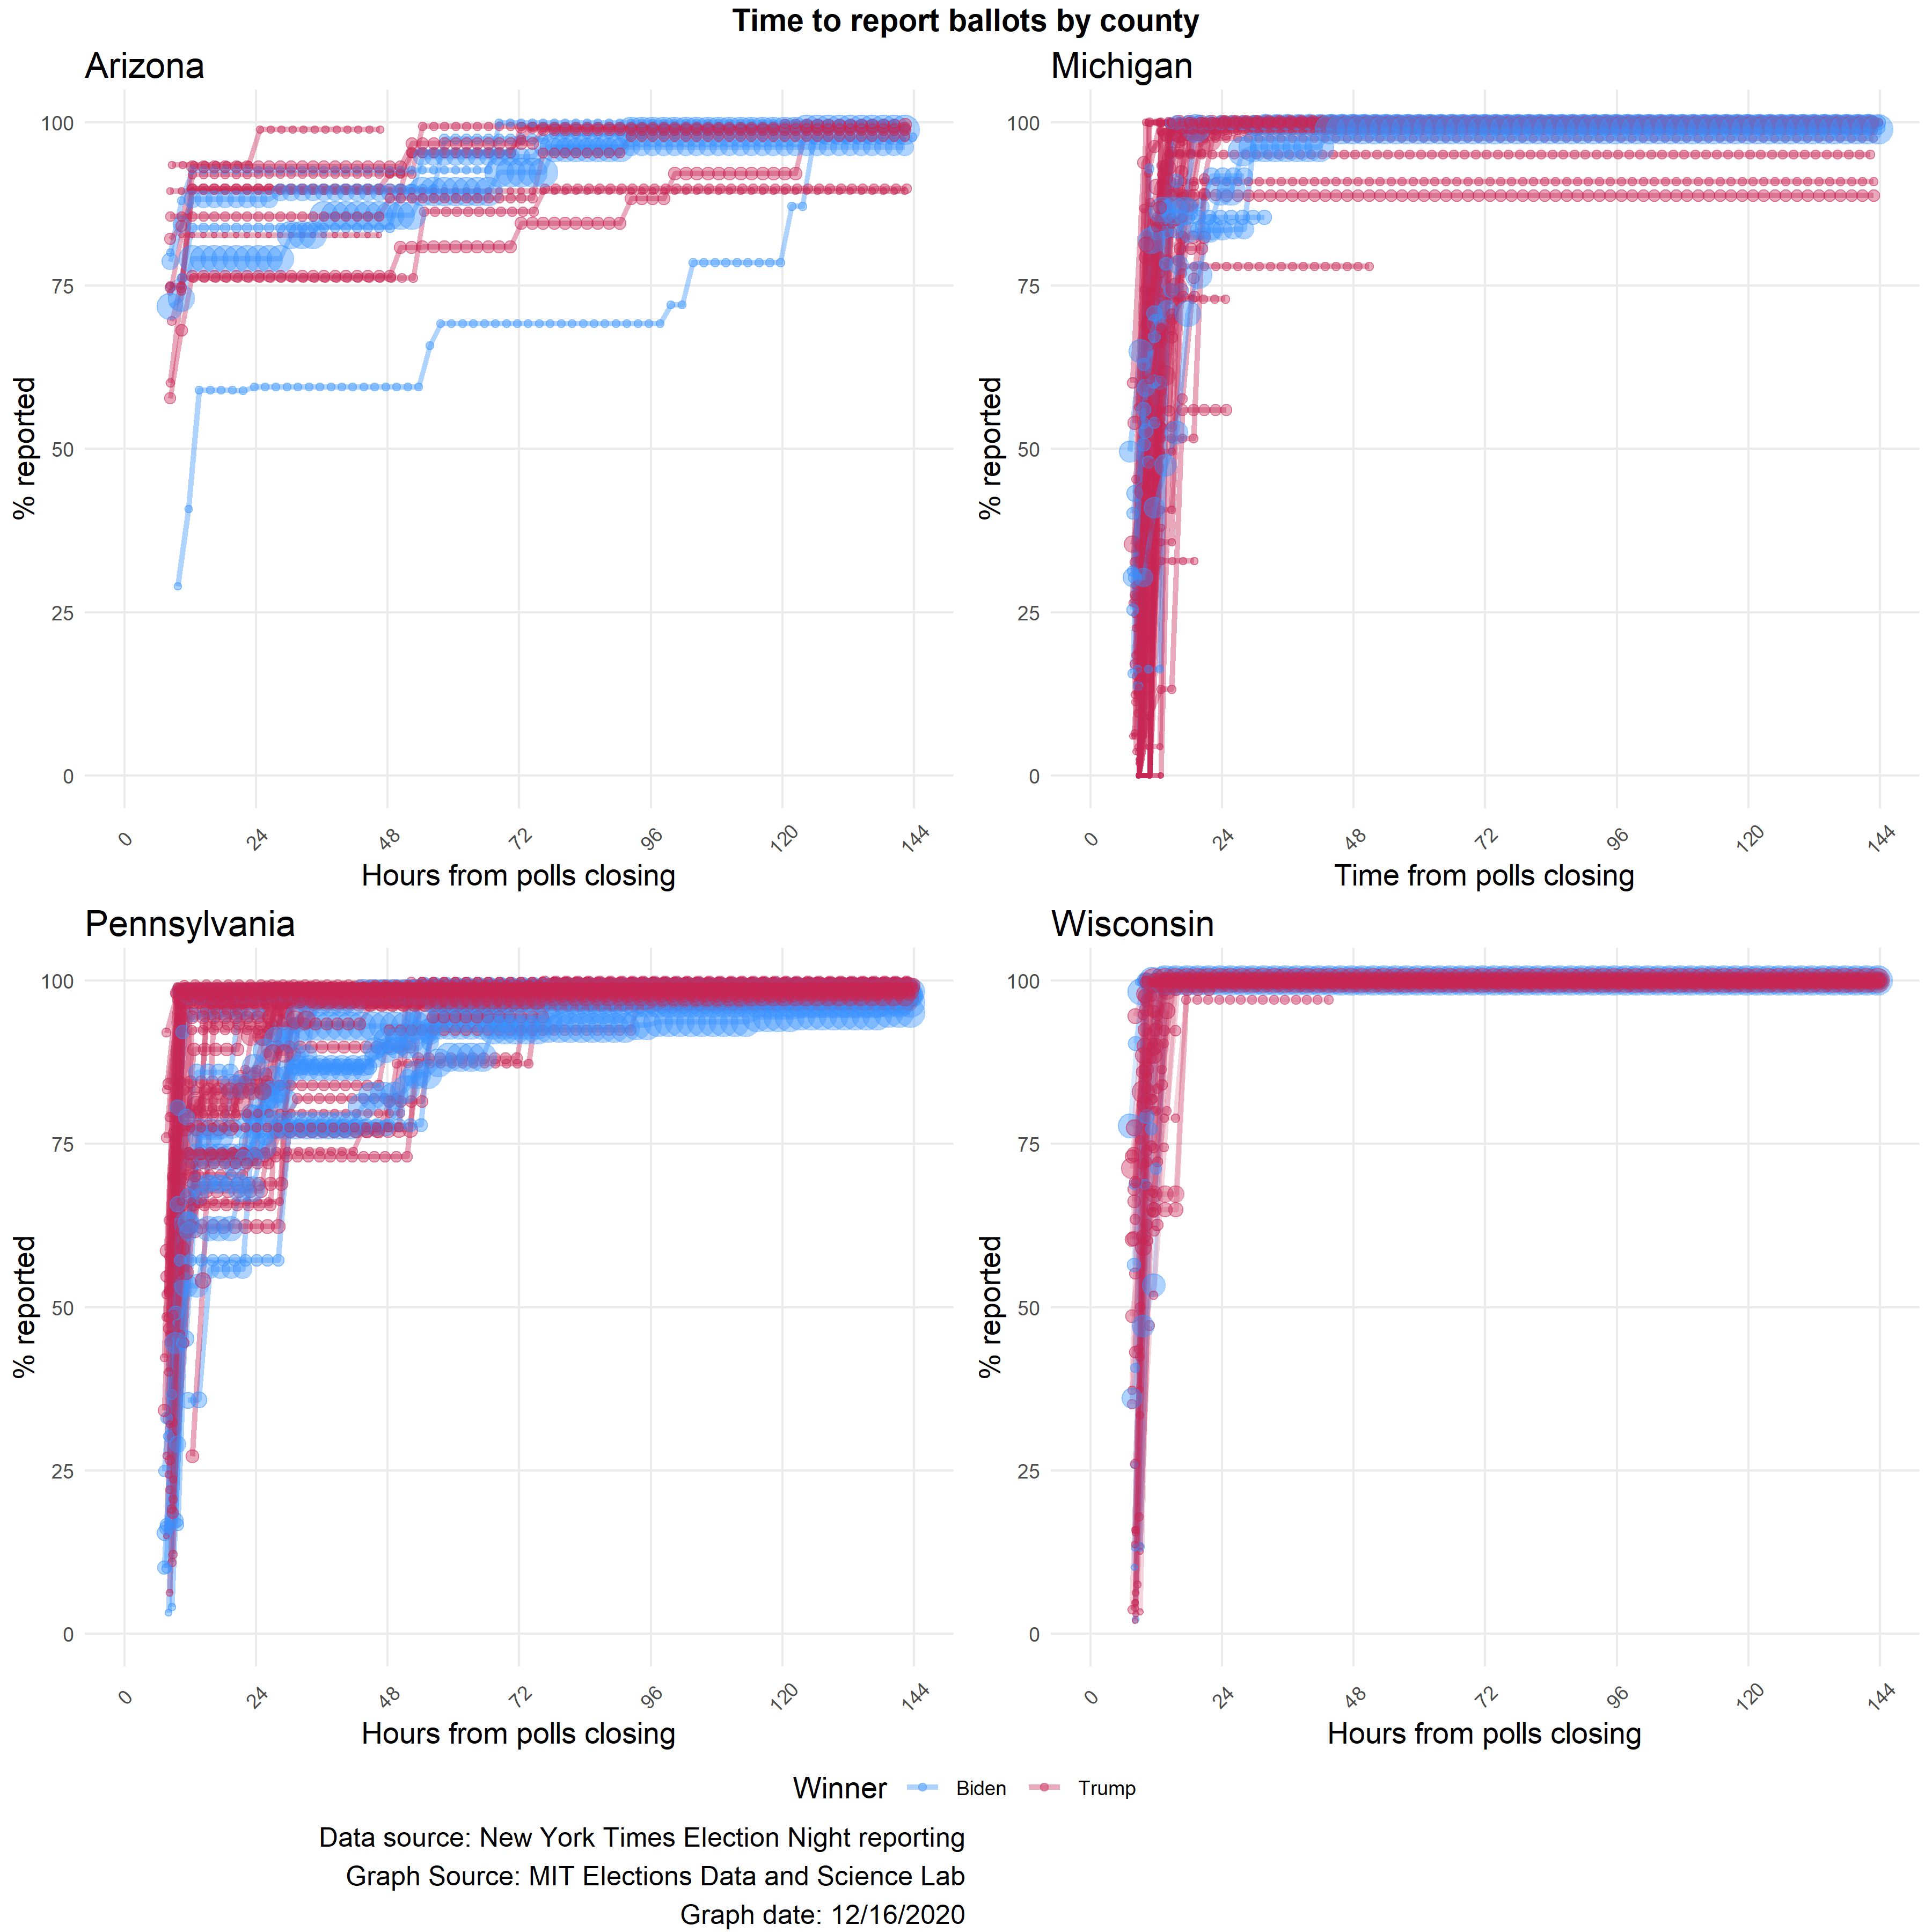 Time to report ballots by county
Arizona
% reported
100
75
50
25
0
0 24 48 72 96 120 144
Hours from polls closing
Michigan
% reported
100
75
50
25
0
0 24 48 72 96 120 144
Time from polls closing
Pennsylvania
% reported
100
75
50
25
0
0 24 48 72 96 120 144
Hours from polls closing
Wisconsin
% reported
100
75
50
25
0
0 24 48 72 96 120 144
Hours from polls closing
Winner Biden Trump
Data source: New York Times Election Night reporting
Graph Source: MIT Elections Data and Science Lab
Graph date: 12/16/2020